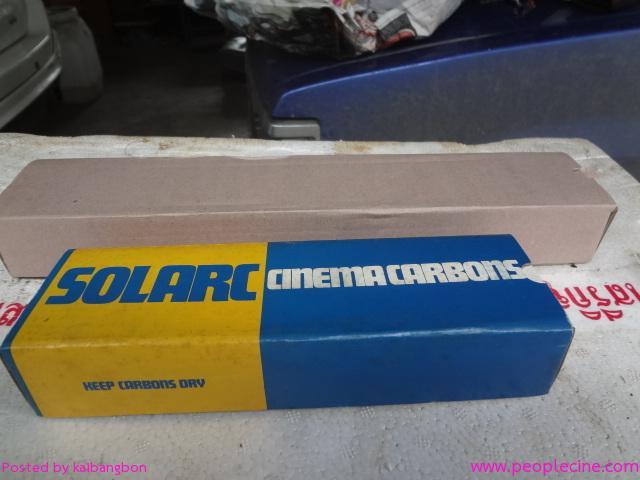 SOLARC CINEMA CARBONS
KEEP CARBONS DRY
Posted by kaibangbon
www.peoplecine.com